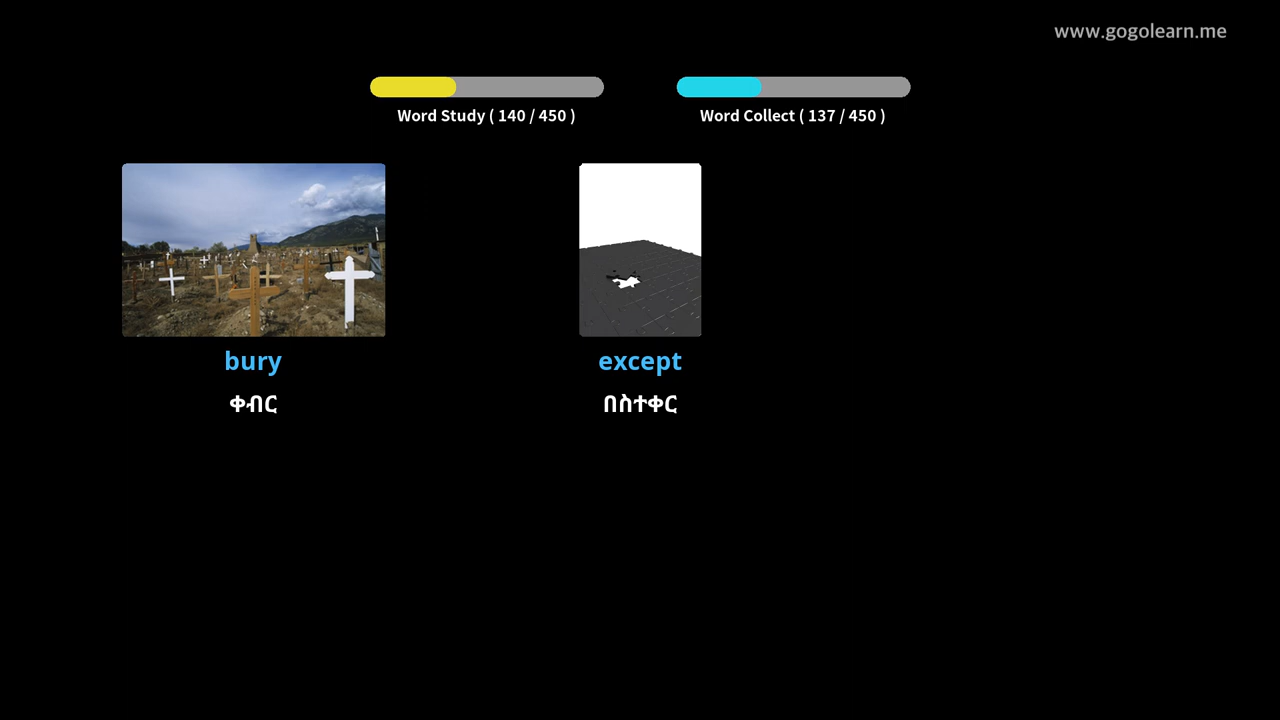 www.gogolearn.me
Word Study ( 140 / 450 )
Word Collect ( 137 / 450 )
bury
except
ቀብር
በስተቀር